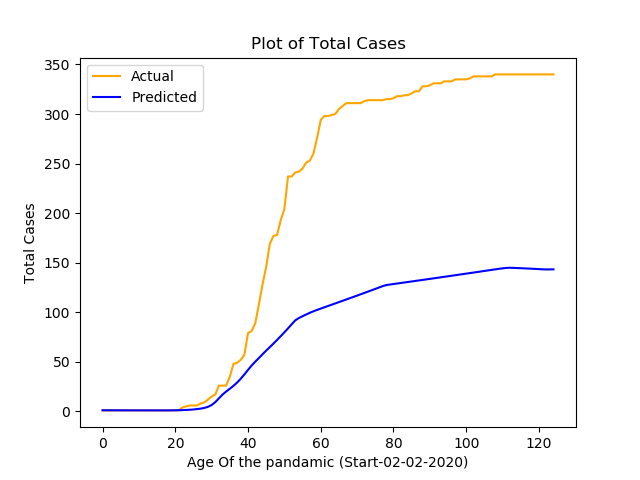 Plot of Total Cases
350
300
250
200
150
100
50
0
Total Cases
Actual
Predicted
0 20 40 60 80 100 120
Age Of the pandamic (Start-02-02-2020)